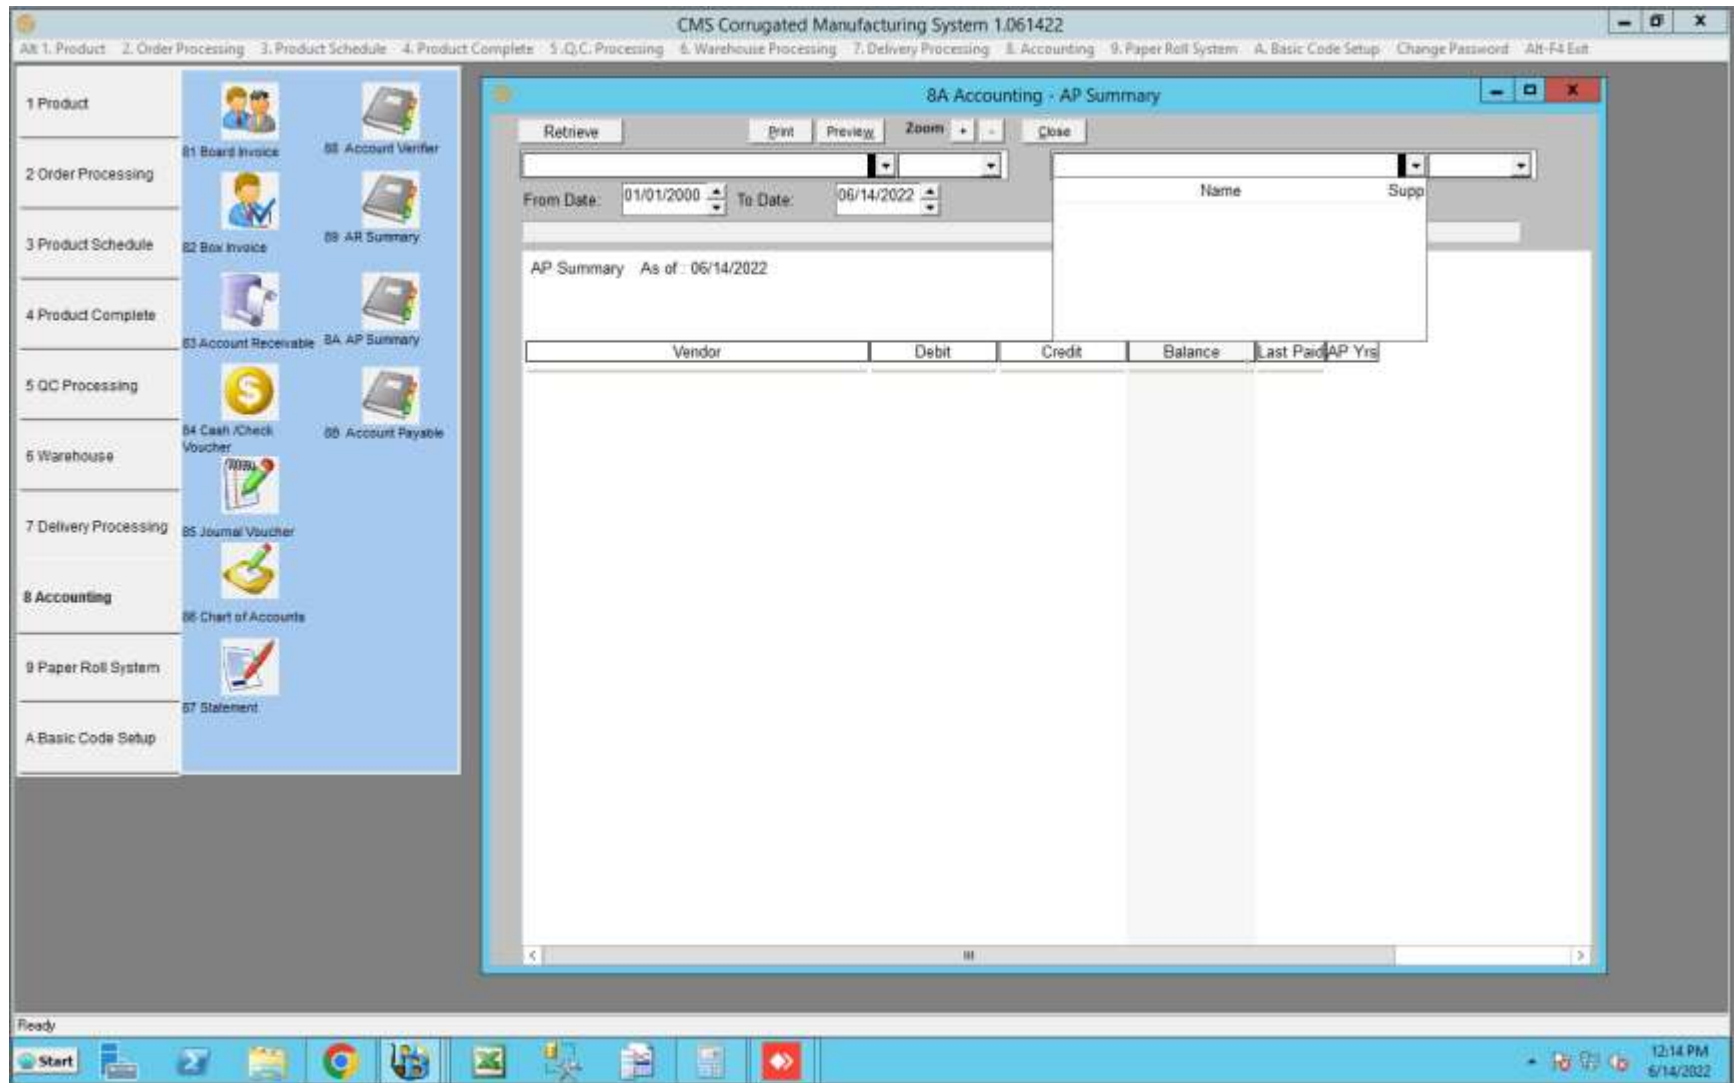 CMS Corrugated Manufacturing System 1.061422
Alt 1. Product 2. Order Processing 3. Product Schedule 4. Product Complete 5 .Q.C. Processing 6. Warehouse Processing 7. Delivery Processing 8. Accounting 9. Paper Roll System A. Basic Code Setup Change Password Alt-F4 Exit
1 Product
2 Order Processing
3 Product Schedule
4 Product Complete
5 QC Processing
6 Warehouse
7 Delivery Processing
8 Accounting
9 Paper Roll System
A Basic Code Setup
81 Board Invoice
88 Account Verifier
82 Box Invoice
89 AR Summary
83 Account Receivable
8A AP Summary
84 Cash /Check
Voucher
8B Account Payable
85 Journal Voucher
86 Chart of Accounts
87 Statement
8A Accounting - AP Summary
Retrieve Print Preview Zoom + - Close
From Date: 01/01/2000 To Date: 06/14/2022
Name Supp
AP Summary As of : 06/14/2022
Vendor Debit Credit Balance Last Paid AP Yrs
Ready
Start
12:14 PM
6/14/2022